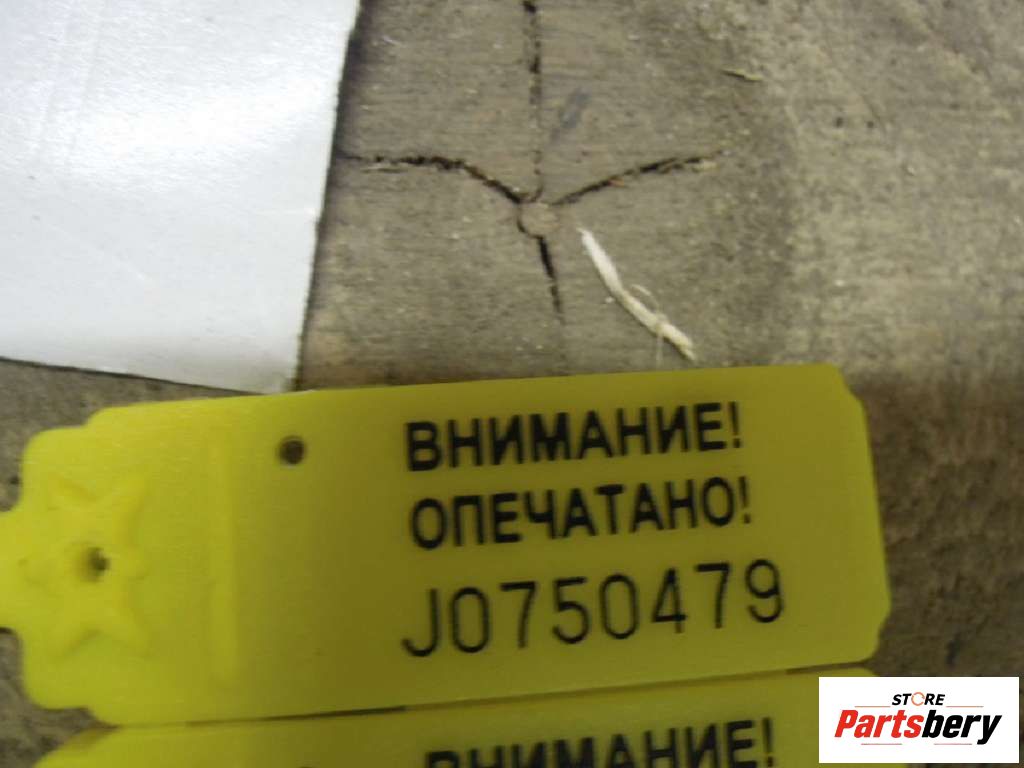 ВНИМАНИЕ!
ОПЕЧАТАНО!
J0750479
ВНИМАНИЕ!
STORE
Partsbery